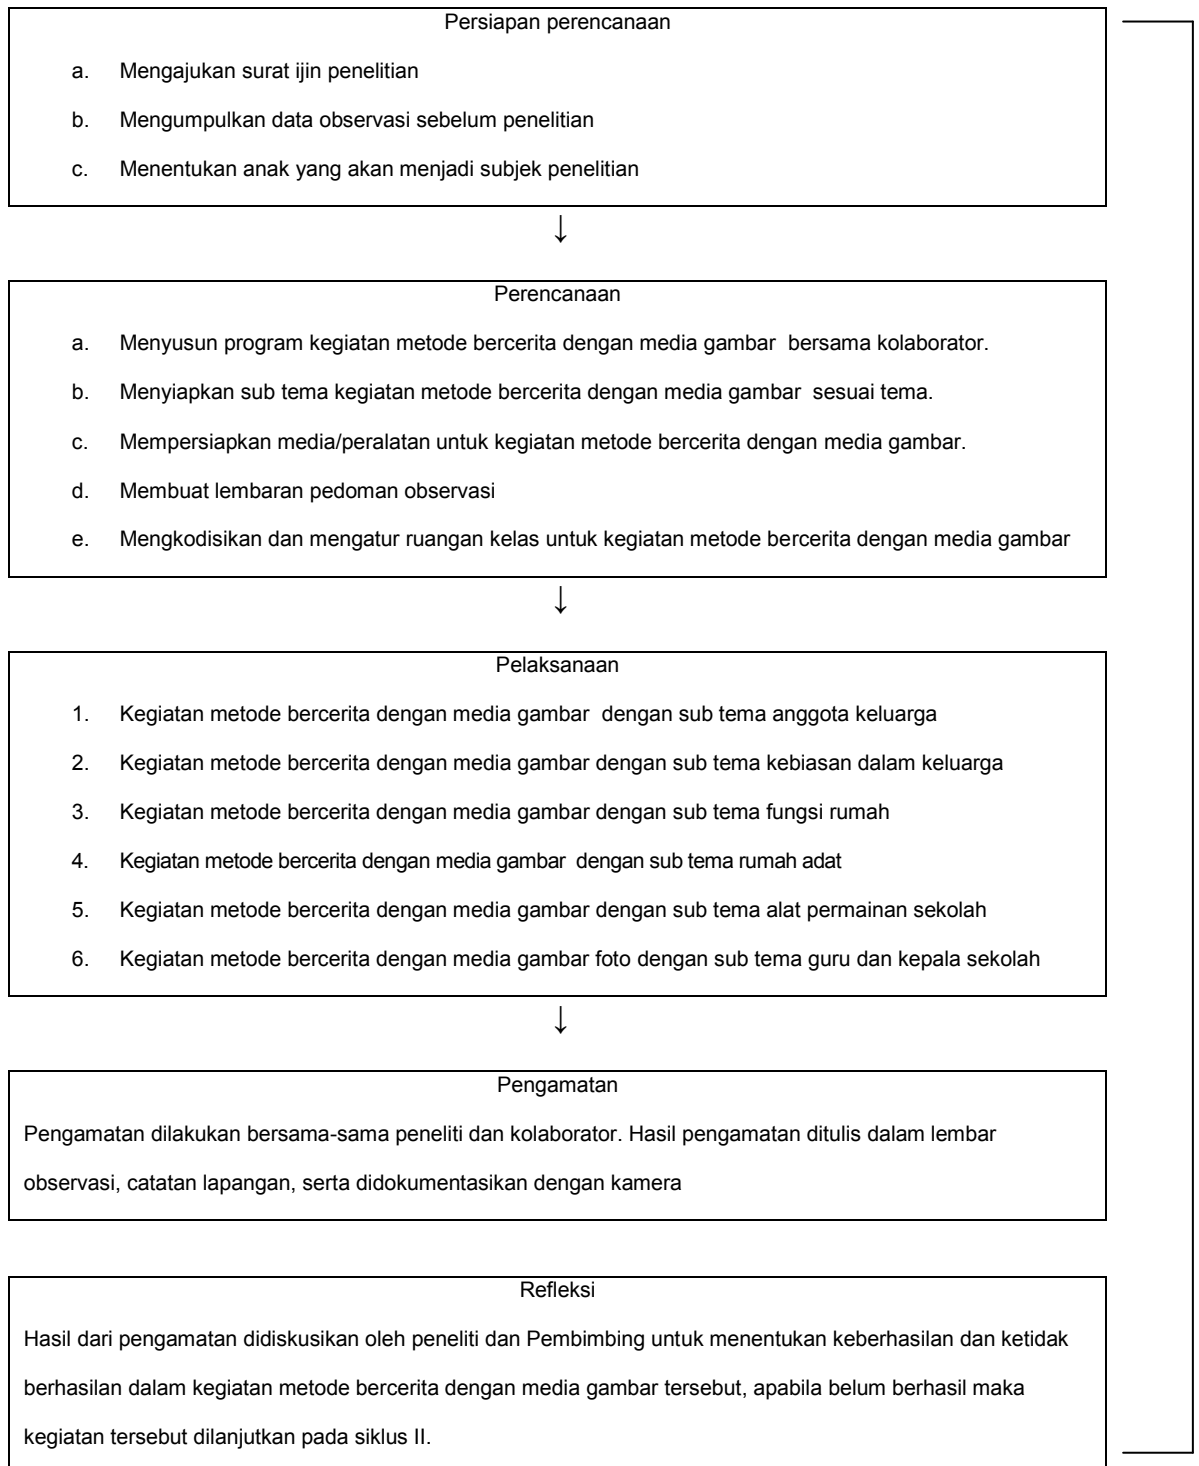 Persiapan perencanaan
a. Mengajukan surat ijin penelitian
b. Mengumpulkan data observasi sebelum penelitian
c. Menentukan anak yang akan menjadi subjek penelitian
↓
Perencanaan
a. Menyusun program kegiatan metode bercerita dengan media gambar bersama kolaborator.
b. Menyiapkan sub tema kegiatan metode bercerita dengan media gambar sesuai tema.
c. Mempersiapkan media/peralatan untuk kegiatan metode bercerita dengan media gambar.
d. Membuat lembaran pedoman observasi
e. Mengkodisikan dan mengatur ruangan kelas untuk kegiatan metode bercerita dengan media gambar
↓
Pelaksanaan
1. Kegiatan metode bercerita dengan media gambar dengan sub tema anggota keluarga
2. Kegiatan metode bercerita dengan media gambar dengan sub tema kebiasan dalam keluarga
3. Kegiatan metode bercerita dengan media gambar dengan sub tema fungsi rumah
4. Kegiatan metode bercerita dengan media gambar dengan sub tema rumah adat
5. Kegiatan metode bercerita dengan media gambar dengan sub tema alat permainan sekolah
6. Kegiatan metode bercerita dengan media gambar foto dengan sub tema guru dan kepala sekolah
↓
Pengamatan
Pengamatan dilakukan bersama-sama peneliti dan kolaborator. Hasil pengamatan ditulis dalam lembar
observasi, catatan lapangan, serta didokumentasikan dengan kamera
Refleksi
Hasil dari pengamatan didiskusikan oleh peneliti dan Pembimbing untuk menentukan keberhasilan dan ketidak
berhasilan dalam kegiatan metode bercerita dengan media gambar tersebut, apabila belum berhasil maka
kegiatan tersebut dilanjutkan pada siklus II.